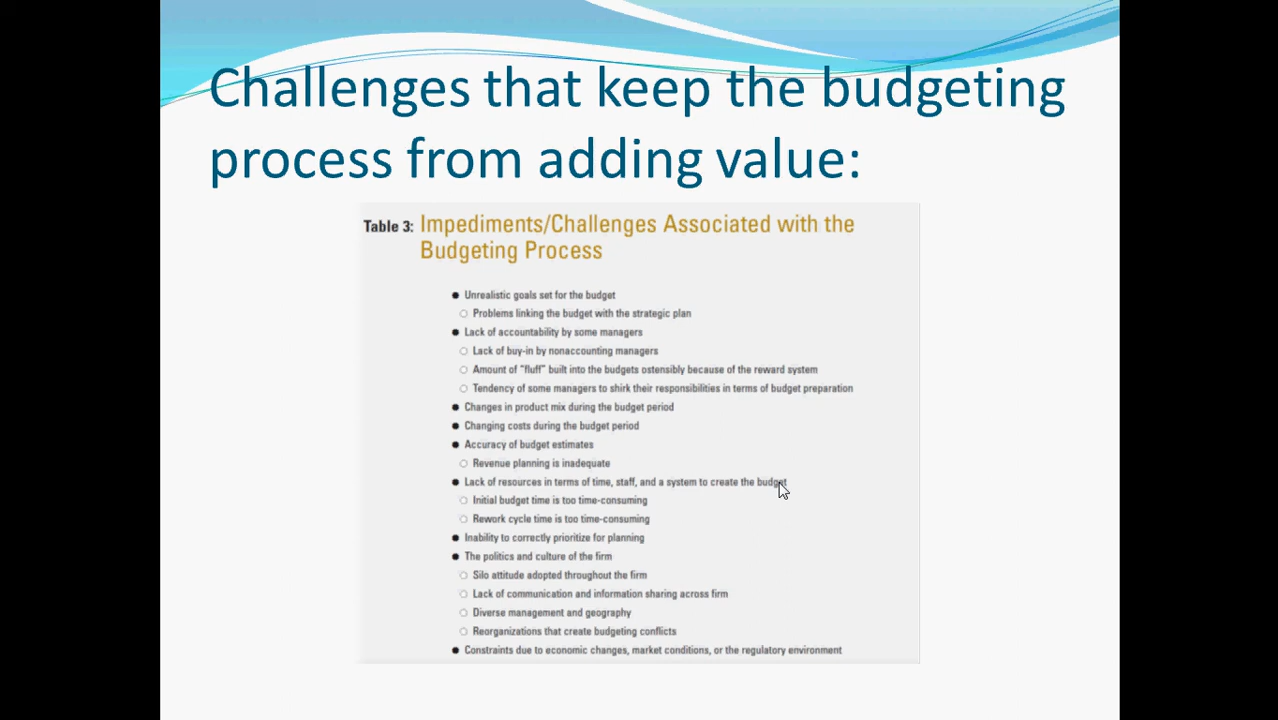 Challenges that keep the budgeting
process from adding value:
Table 3: Impediments/Challenges Associated with the
Budgeting Process
● Unrealistic goals set for the budget
○ Problems linking the budget with the strategic plan
● Lack of accountability by some managers
○ Lack of buy-in by nonaccounting managers
○ Amount of "fluff" built into the budgets ostensibly because of the reward system
○ Tendency of some managers to shirk their responsibilities in terms of budget preparation
● Changes in product mix during the budget period
● Changing costs during the budget period
● Accuracy of budget estimates
○ Revenue planning is inadequate
● Lack of resources in terms of time, staff, and a system to create the budget
○ Initial budget time is too time-consuming
○ Rework cycle time is too time-consuming
● Inability to correctly prioritize for planning
● The politics and culture of the firm
○ Silo attitude adopted throughout the firm
○ Lack of communication and information sharing across firm
○ Diverse management and geography
○ Reorganizations that create budgeting conflicts
● Constraints due to economic changes, market conditions, or the regulatory environment